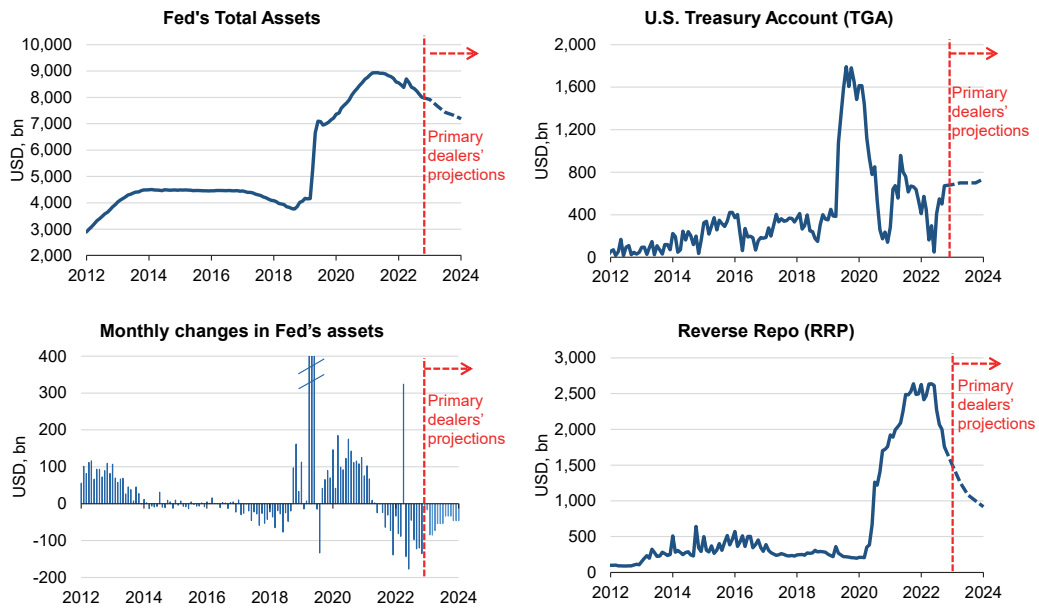 Fed's Total Assets
USD, bn
10,000
9,000
8,000
7,000
6,000
5,000
4,000
3,000
2,000
2012 2014 2016 2018 2020 2022 2024
Primary
dealers’
projections
U.S. Treasury Account (TGA)
USD,bn
2,000
1,600
1,200
800
400
0
2012 2014 2016 2018 2020 2022 2024
Primary
dealers’
projections
Monthly changes in Fed’s assets
USD, bn
400
300
200
100
0
-100
-200
2012 2014 2016 2018 2020 2022 2024
Primary
dealers’
projections
Reverse Repo (RRP)
USD, bn
3,000
2,500
2,000
1,500
1,000
500
0
2012 2014 2016 2018 2020 2022 2024
Primary
dealers’
projections